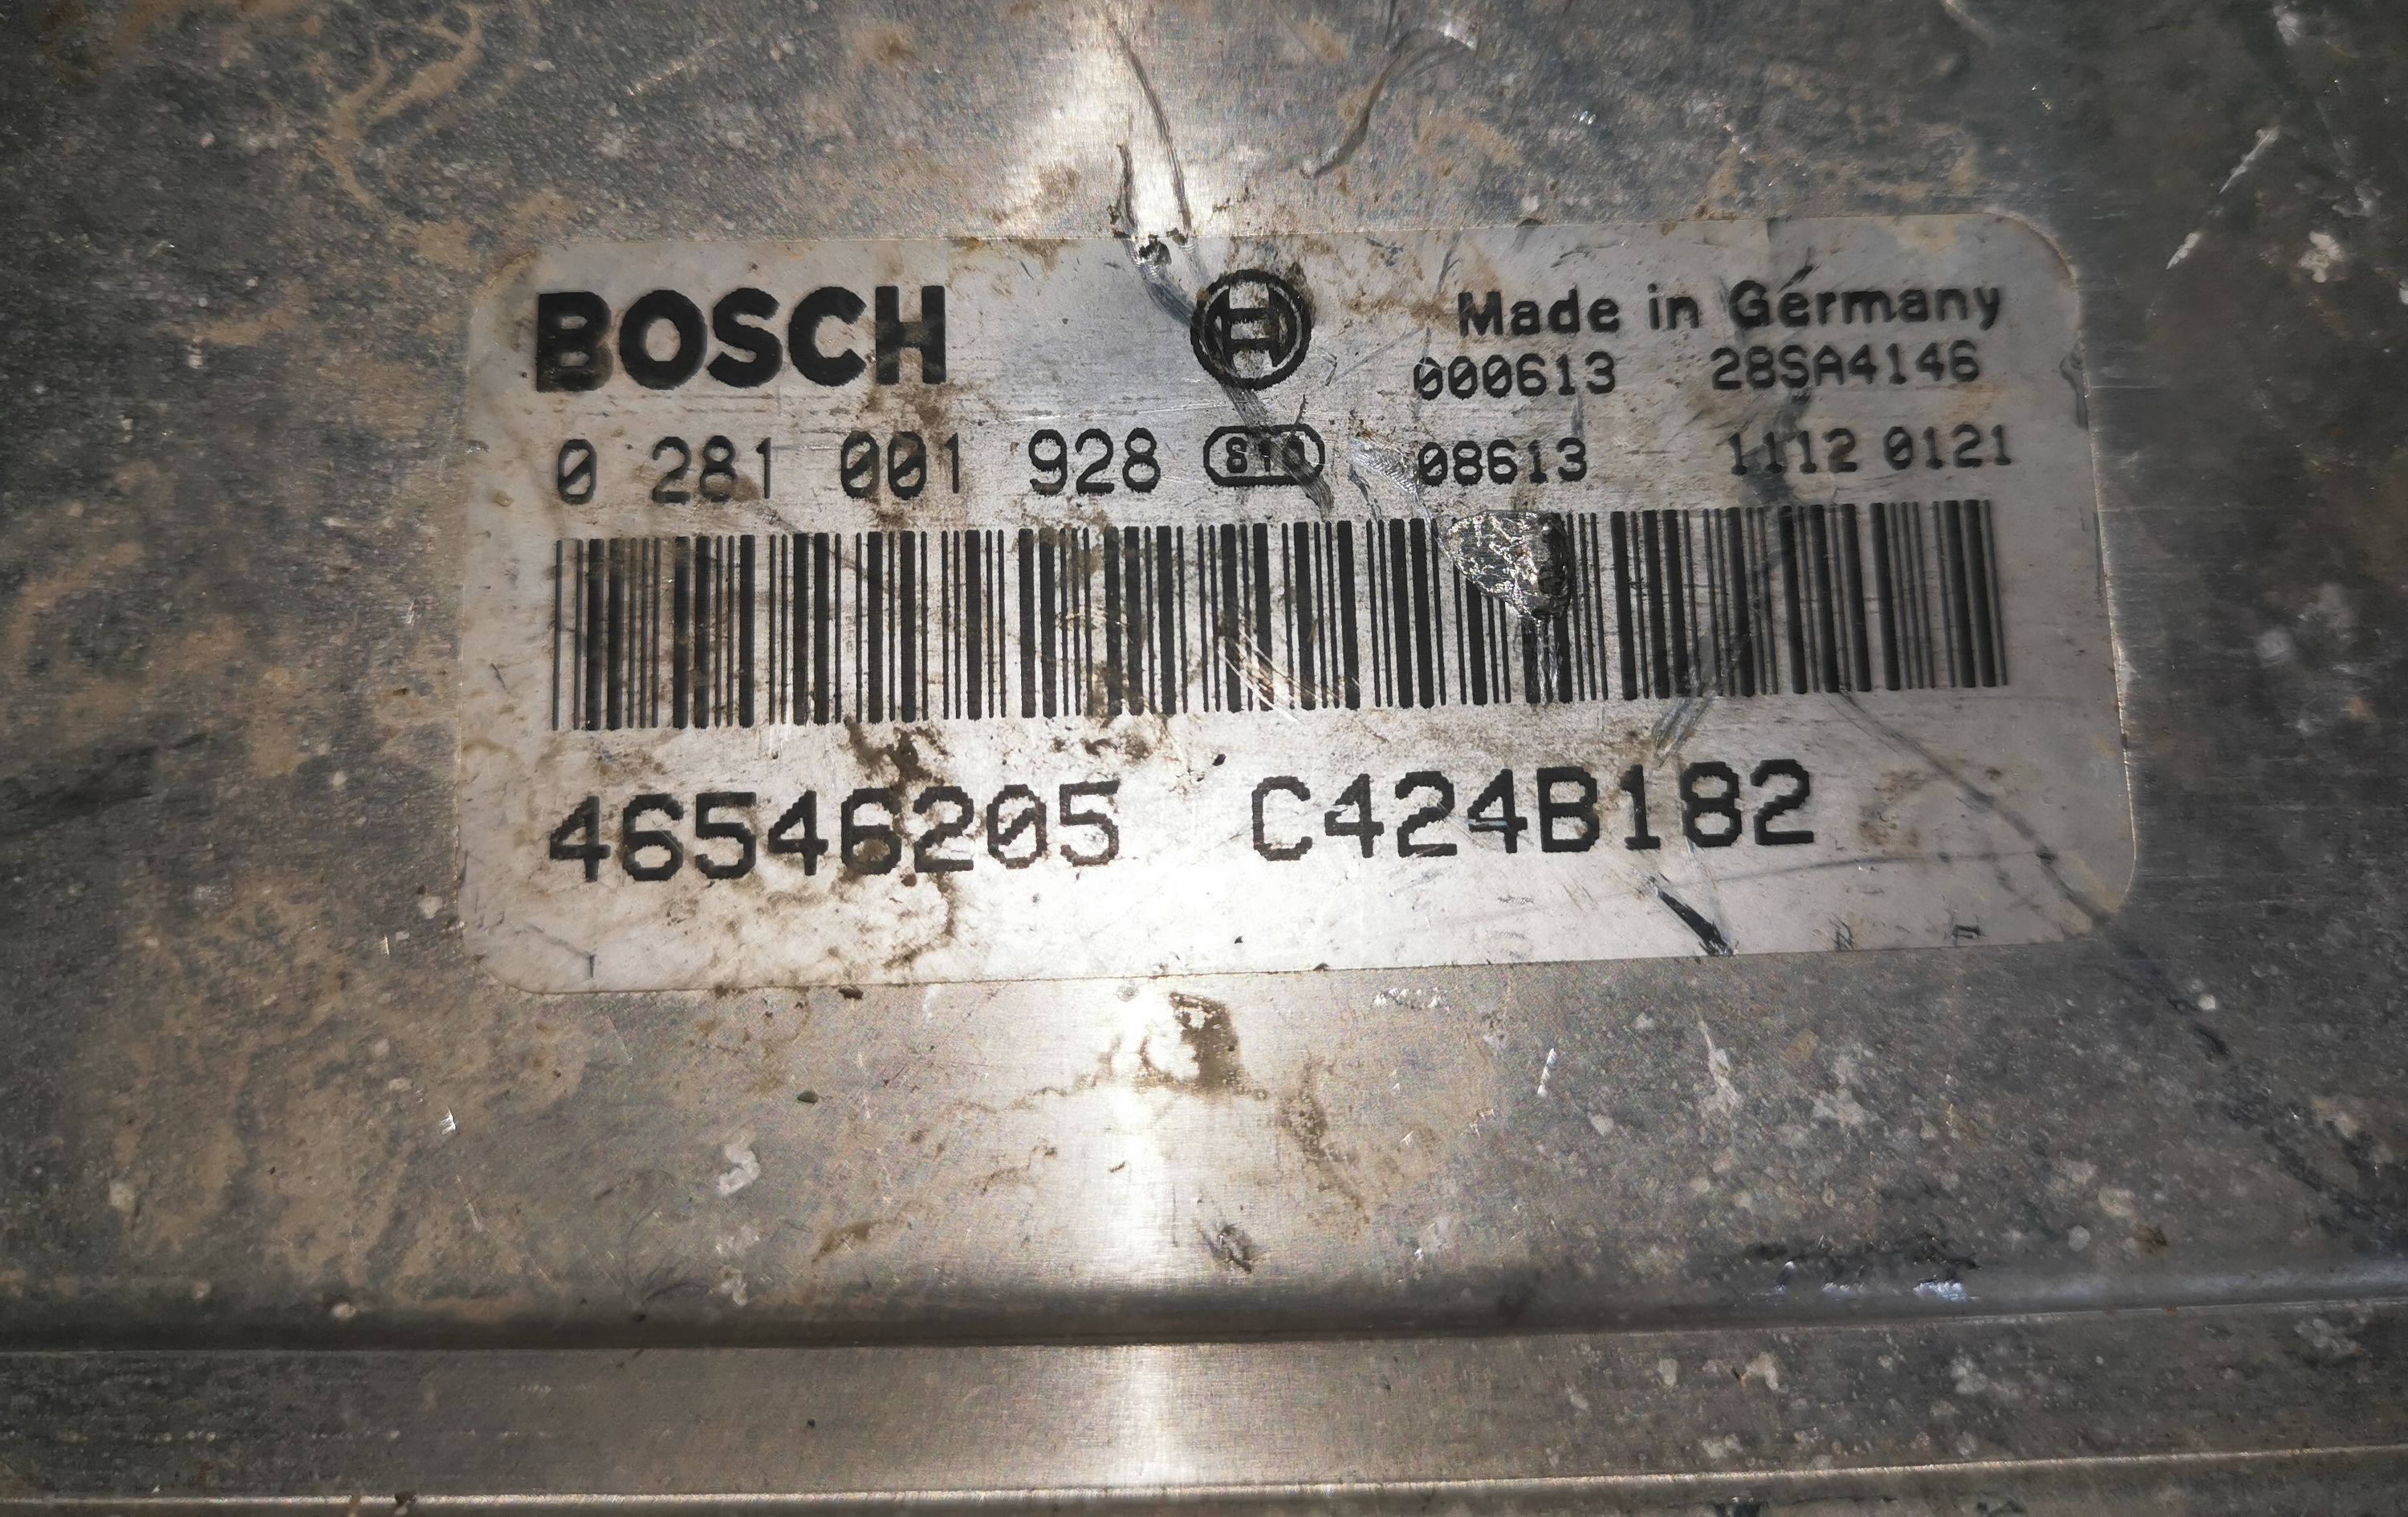 BOSCH
Made in Germany
000613 28SA4146
0 281 001 928 08613 1112 0121
46546205 C424B182